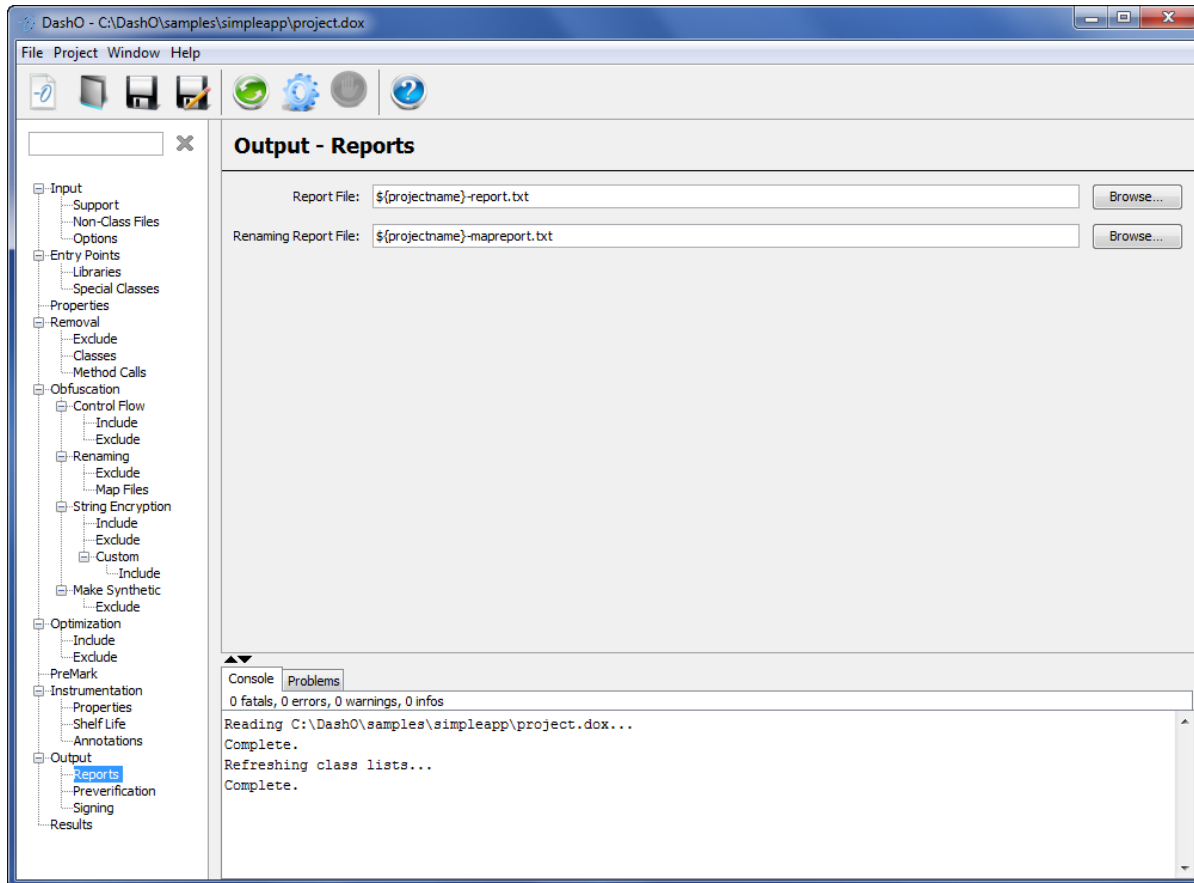 DashO - C:\DashO\samples\simpleapp\project.dox
File Project Window Help
Output - Reports
Report File: ${projectname}-report.txt Browse...
Renaming Report File: ${projectname}-mapreport.txt Browse...
Input
Support
Non-Class Files
Options
Entry Points
Libraries
Special Classes
Properties
Removal
Exclude
Classes
Method Calls
Obfuscation
Control Flow
Include
Exclude
Renaming
Exclude
Map Files
String Encryption
Include
Exclude
Custom
Include
Make Synthetic
Exclude
Optimization
Include
Exclude
PreMark
Instrumentation
Properties
Shelf Life
Annotations
Output
Reports
Preverification
Signing
Results
Console Problems
0 fatals, 0 errors, 0 warnings, 0 infos
Reading C:\DashO\samples\simpleapp\project.dox...
Complete.
Refreshing class lists...
Complete.